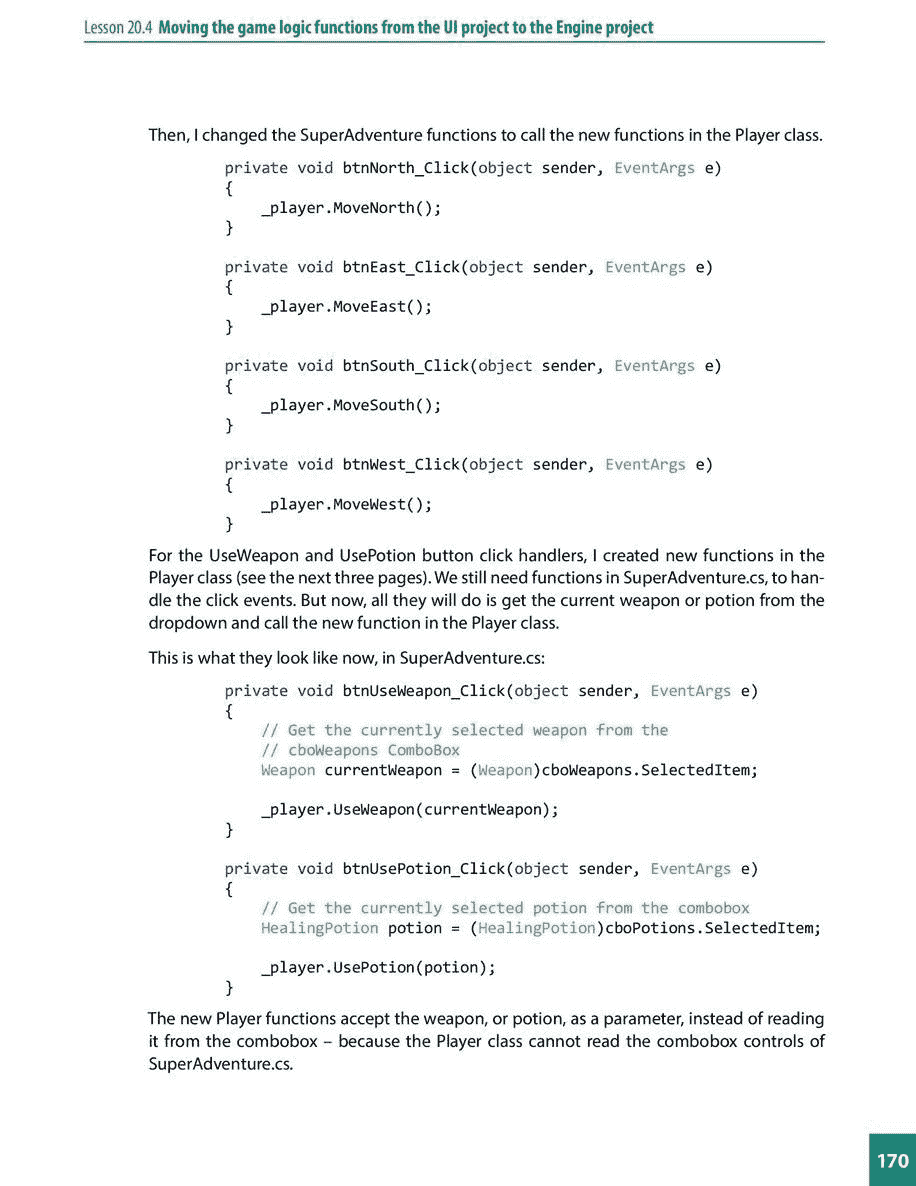 Lesson 20.4 Moving the game logic functions from the UI project to the Engine project
Then, I changed the SuperAdventure functions to call the new functions in the Player class.
private void btnNorth_Click(object sender, EventArgs e)
{
    _player.MoveNorth();
}
private void btnEast_Click(object sender, EventArgs e)
{
    _player.MoveEast();
}
private void btnSouth_Click(object sender, EventArgs e)
{
    _player.MoveSouth();
}
private void btnWest_Click(object sender, EventArgs e)
{
    _player.MoveWest();
}
For the UseWeapon and UsePotion button click handlers, I created new functions in the
Player class (see the next three pages). We still need functions in SuperAdventure.cs, to han-
dle the click events. But now, all they will do is get the current weapon or potion from the
dropdown and call the new function in the Player class.
This is what they look like now, in SuperAdventure.cs:
private void btnUseWeapon_Click(object sender, EventArgs e)
{
    // Get the currently selected weapon from the
    // cboWeapons ComboBox
    Weapon currentWeapon = (Weapon)cboWeapons.SelectedItem;
    _player.UseWeapon(currentWeapon);
}
private void btnUsePotion_Click(object sender, EventArgs e)
{
    // Get the currently selected potion from the combobox
    HealingPotion potion = (HealingPotion)cboPotions.SelectedItem;
    _player.UsePotion(potion);
}
The new Player functions accept the weapon, or potion, as a parameter, instead of reading
it from the combobox – because the Player class cannot read the combobox controls of
SuperAdventure.cs.
170